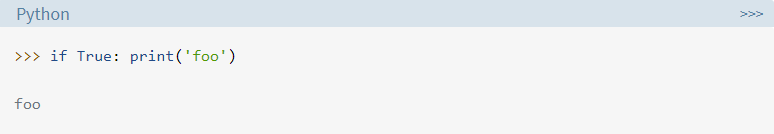 Python >>>
>>> if True: print('foo')
foo